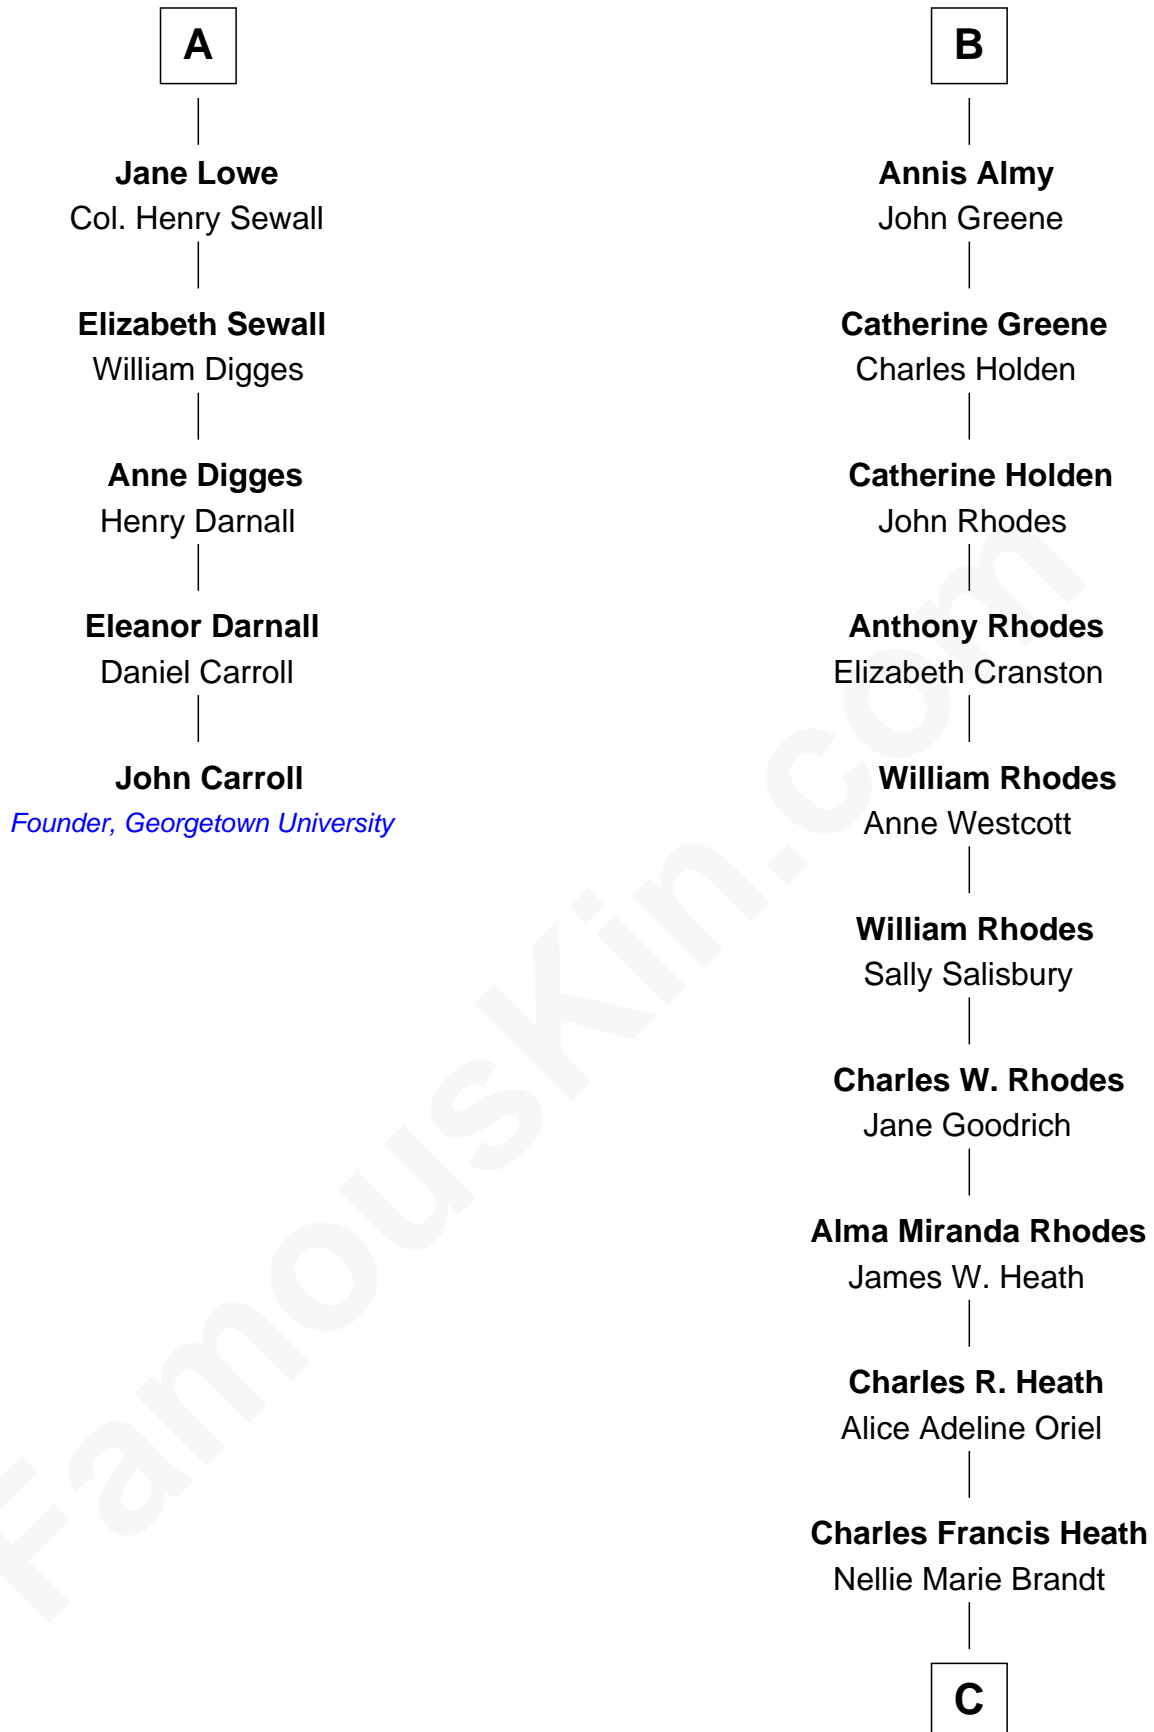 A
Jane Lowe
Col. Henry Sewall
Elizabeth Sewall
William Digges
Anne Digges
Henry Darnall
Eleanor Darnall
Daniel Carroll
John Carroll
Founder, Georgetown University
B
Annis Almy
John Greene
Catherine Greene
Charles Holden
Catherine Holden
John Rhodes
Anthony Rhodes
Elizabeth Cranston
William Rhodes
Anne Westcott
William Rhodes
Sally Salisbury
Charles W. Rhodes
Jane Goodrich
Alma Miranda Rhodes
James W. Heath
Charles R. Heath
Alice Adeline Oriel
Charles Francis Heath
Nellie Marie Brandt
C
FamousKin.com